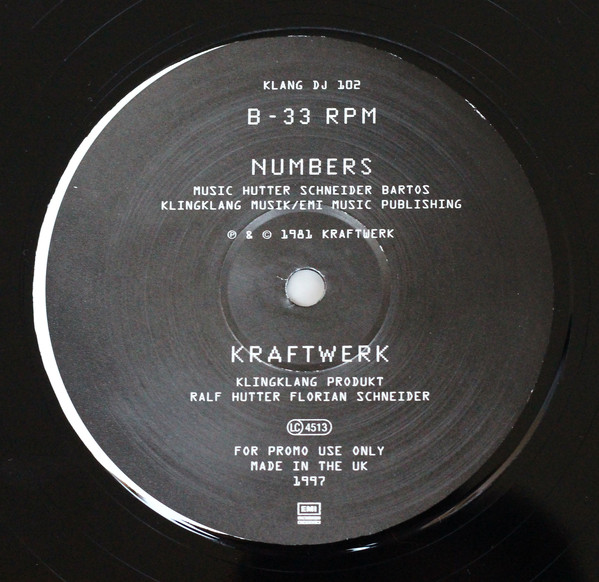 KLANG DJ 102
B-33 RPM
NUMBERS
MUSIC HUTTER SCHNEIDER BARTOS
KLINGKLANG MUSIK/EMI MUSIC PUBLISHING
℗ & © 1981 KRAFTWERK
KRAFTWERK
KLINGKLANG PRODUKT
RALF HUTTER FLORIAN SCHNEIDER
LC 4513
FOR PROMO USE ONLY
MADE IN THE UK
1997
EMI